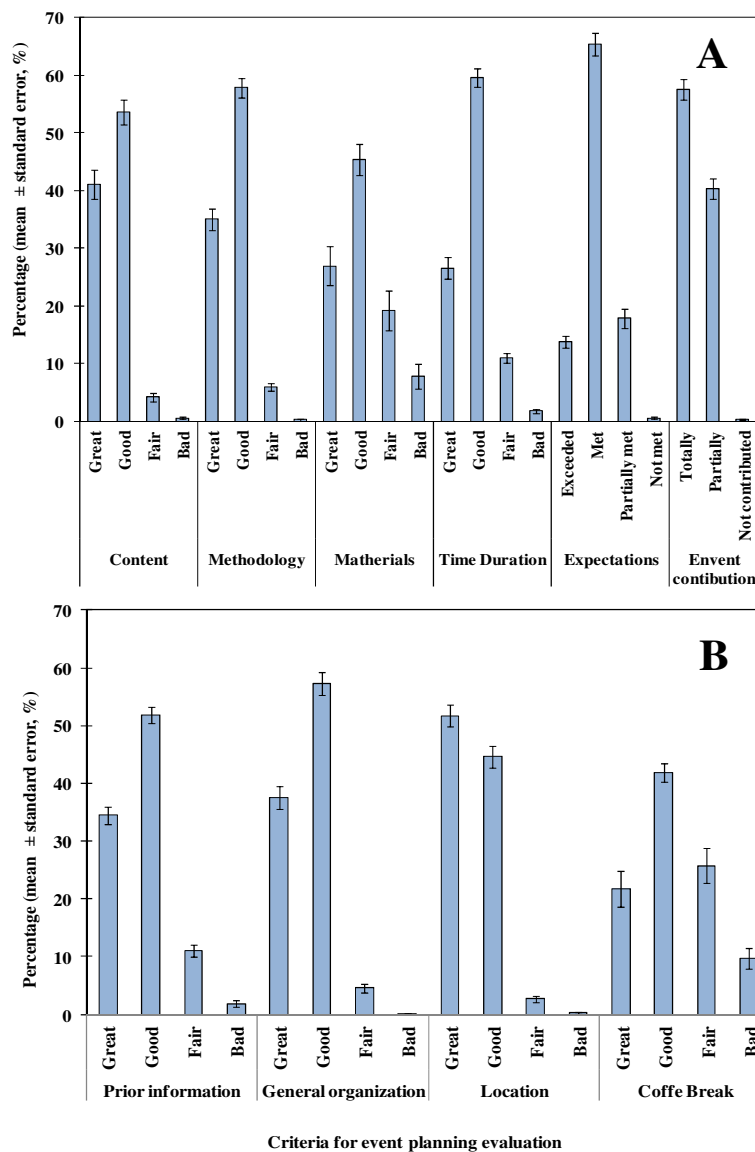 A
Percentage (mean ± standard error, %)
70
60
50
40
30
20
10
0
Great Good Fair Bad Great Good Fair Bad Great Good Fair Bad Great Good Fair Bad Exceeded Met Partially met Not met Totally Partially Not contributed
Content Methodology Matherials Time Duration Expectations Envent
contibution
B
Percentage (mean ± standard error, %)
70
60
50
40
30
20
10
0
Great Good Fair Bad Great Good Fair Bad Great Good Fair Bad Great Good Fair Bad
Prior information General organization Location Coffe Break
Criteria for event planning evaluation